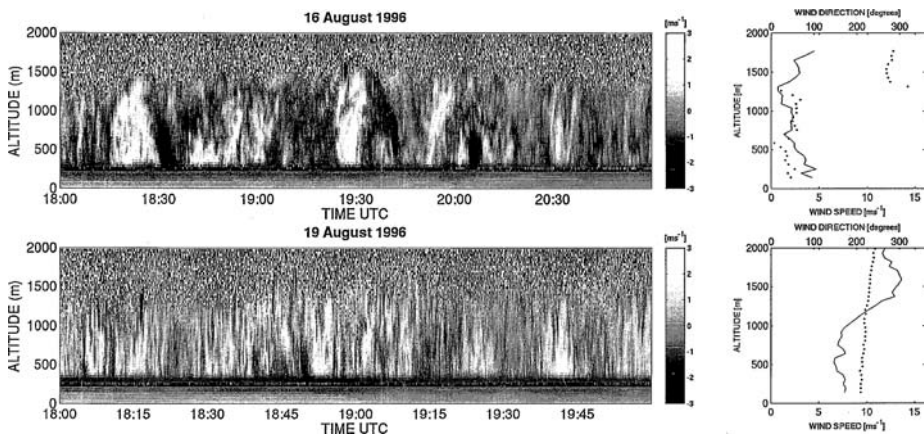 16 August 1996
[ms⁻¹]
WIND DIRECTION [degrees]
0 100 200 300
2000
1500
1000
500
0
ALTITUDE (m)
18:00 18:30 19:00 19:30 20:00 20:30
TIME UTC
3
2
1
0
-1
-2
-3
2000
1500
1000
500
0
ALTITUDE [m]
0 5 10 15
WIND SPEED [ms⁻¹]
19 August 1996
[ms⁻¹]
WIND DIRECTION [degrees]
0 100 200 300
2000
1500
1000
500
0
ALTITUDE (m)
18:00 18:15 18:30 18:45 19:00 19:15 19:30 19:45
TIME UTC
3
2
1
0
-1
-2
-3
2000
1500
1000
500
0
ALTITUDE [m]
0 5 10 15
WIND SPEED [ms⁻¹]